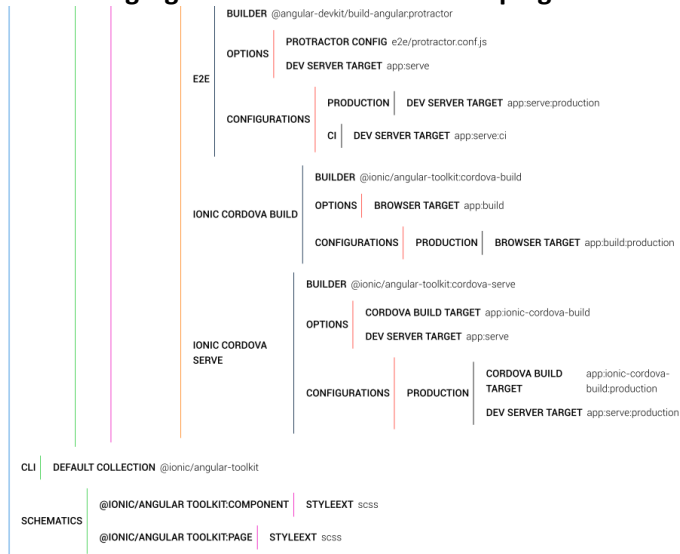 BUILDER @angular-devkit/build-angular:protractor
OPTIONS
PROTRACTOR CONFIG e2e/protractor.conf.js
DEV SERVER TARGET app:serve
E2E
CONFIGURATIONS
PRODUCTION DEV SERVER TARGET app:serve:production
CI DEV SERVER TARGET app:serve:ci
BUILDER @ionic/angular-toolkit:cordova-build
OPTIONS BROWSER TARGET app:build
IONIC CORDOVA BUILD
CONFIGURATIONS PRODUCTION BROWSER TARGET app:build:production
BUILDER @ionic/angular-toolkit:cordova-serve
OPTIONS
CORDOVA BUILD TARGET app:ionic-cordova-build
DEV SERVER TARGET app:serve
IONIC CORDOVA
SERVE
CONFIGURATIONS PRODUCTION
CORDOVA BUILD app:ionic-cordova-
TARGET build:production
DEV SERVER TARGET app:serve:production
CLI DEFAULT COLLECTION @ionic/angular-toolkit
SCHEMATICS
@IONIC/ANGULAR TOOLKIT:COMPONENT STYLEEXT scss
@IONIC/ANGULAR TOOLKIT:PAGE STYLEEXT scss